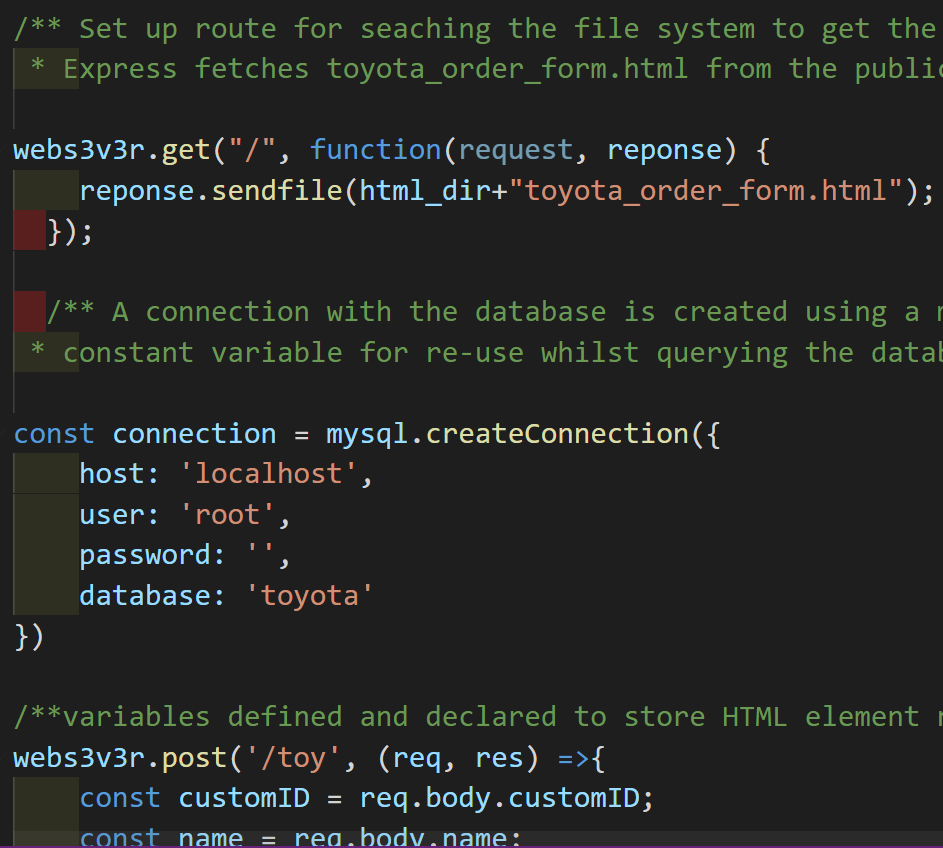 /** Set up route for seaching the file system to get the
 * Express fetches toyota_order_form.html from the public
webs3v3r.get("/", function(request, reponse) {
    reponse.sendfile(html_dir+"toyota_order_form.html");
  });
  /** A connection with the database is created using a
 * constant variable for re-use whilst querying the
const connection = mysql.createConnection({
    host: 'localhost',
    user: 'root',
    password: '',
    database: 'toyota'
})
/**variables defined and declared to store HTML element
webs3v3r.post('/toy', (req, res) =>{
    const customID = req.body.customID;
    const name = req.body.name;